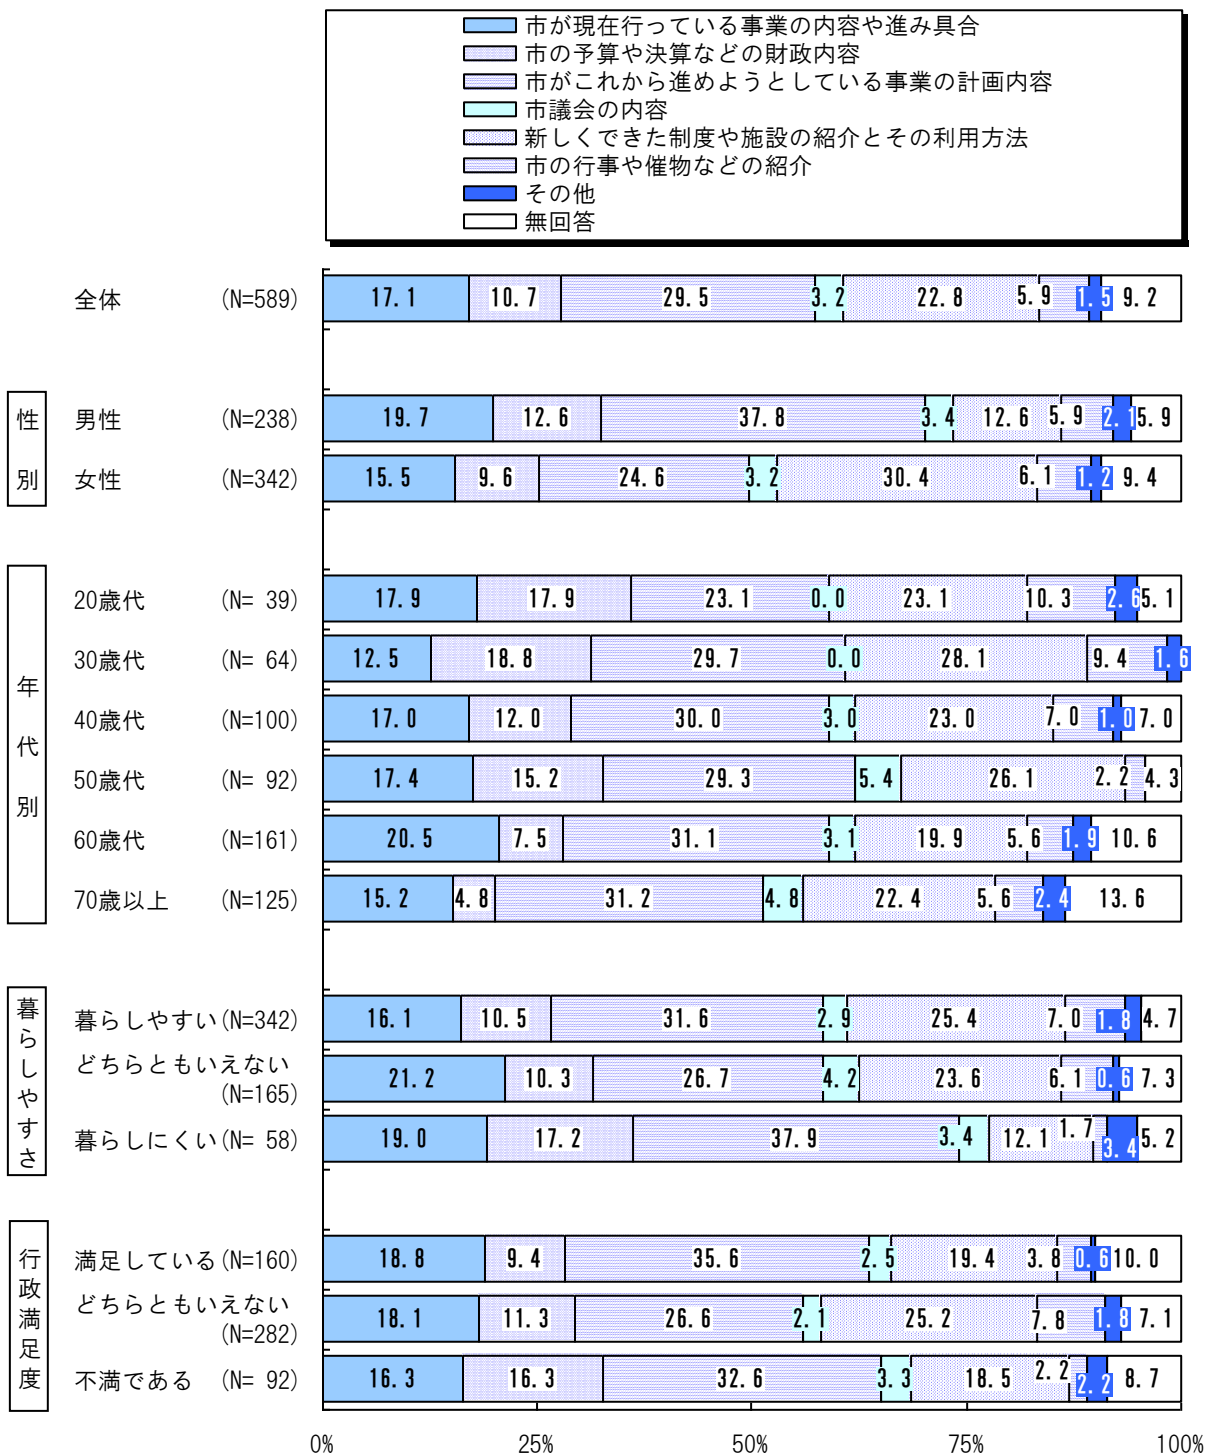 市が現在行っている事業の内容や進み具合
市の予算や決算などの財政内容
市がこれから進めようとしている事業の計画内容
市議会の内容
新しくできた制度や施設の紹介とその利用方法
市の行事や催物などの紹介
その他
無回答
全体 (N=589) 17.1 10.7 29.5 3.2 22.8 5.9 1.5 9.2
性別
男性 (N=238) 19.7 12.6 37.8 3.4 12.6 5.9 2.1 5.9
女性 (N=342) 15.5 9.6 24.6 3.2 30.4 6.1 1.2 9.4
年代別
20歳代 (N= 39) 17.9 17.9 23.1 0.0 23.1 10.3 2.6 5.1
30歳代 (N= 64) 12.5 18.8 29.7 0.0 28.1 9.4 1.6
40歳代 (N=100) 17.0 12.0 30.0 3.0 23.0 7.0 1.0 7.0
50歳代 (N= 92) 17.4 15.2 29.3 5.4 26.1 2.2 4.3
60歳代 (N=161) 20.5 7.5 31.1 3.1 19.9 5.6 1.9 10.6
70歳以上 (N=125) 15.2 4.8 31.2 4.8 22.4 5.6 2.4 13.6
暮らしやすさ
暮らしやすい (N=342) 16.1 10.5 31.6 2.9 25.4 7.0 1.8 4.7
どちらともいえない
(N=165) 21.2 10.3 26.7 4.2 23.6 6.1 0.6 7.3
暮らしにくい (N= 58) 19.0 17.2 37.9 3.4 12.1 1.7 3.4 5.2
行政満足度
満足している (N=160) 18.8 9.4 35.6 2.5 19.4 3.8 0.6 10.0
どちらともいえない
(N=282) 18.1 11.3 26.6 2.1 25.2 7.8 1.8 7.1
不満である (N= 92) 16.3 16.3 32.6 3.3 18.5 2.2 2.2 8.7
0% 25% 50% 75% 100%